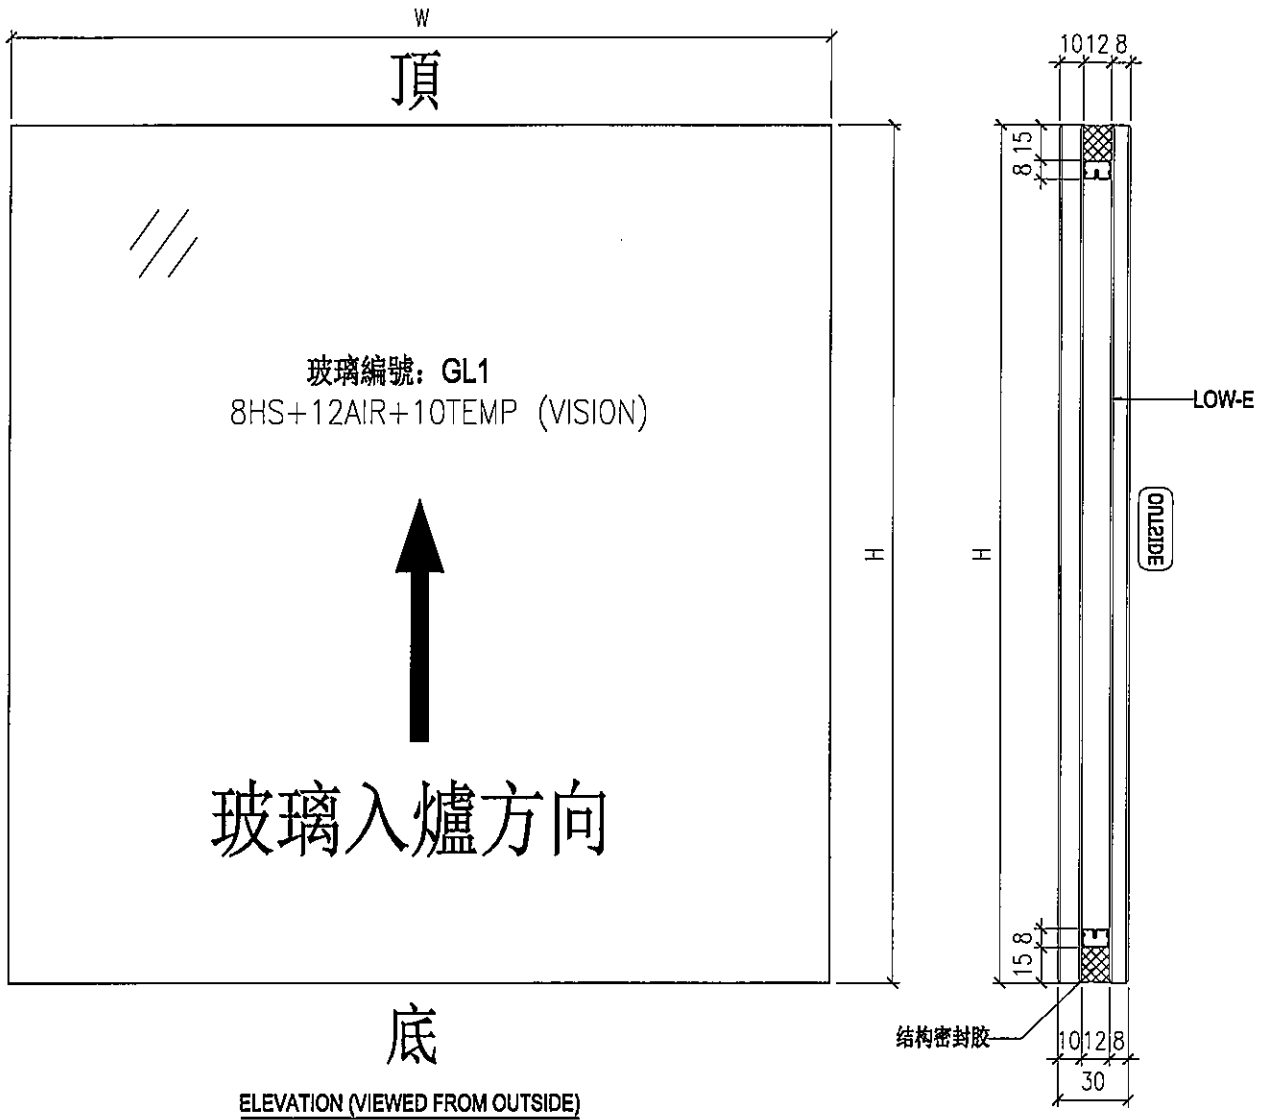 W
頂
玻璃編號：GL1
8HS+12AIR+10TEMP (VISION)
玻璃入爐方向
底
ELEVATION (VIEWED FROM OUTSIDE)
H
10 12 8
15
8
H
LOW-E
OUTSIDE
8
15
结构密封胶
10 12 8
30